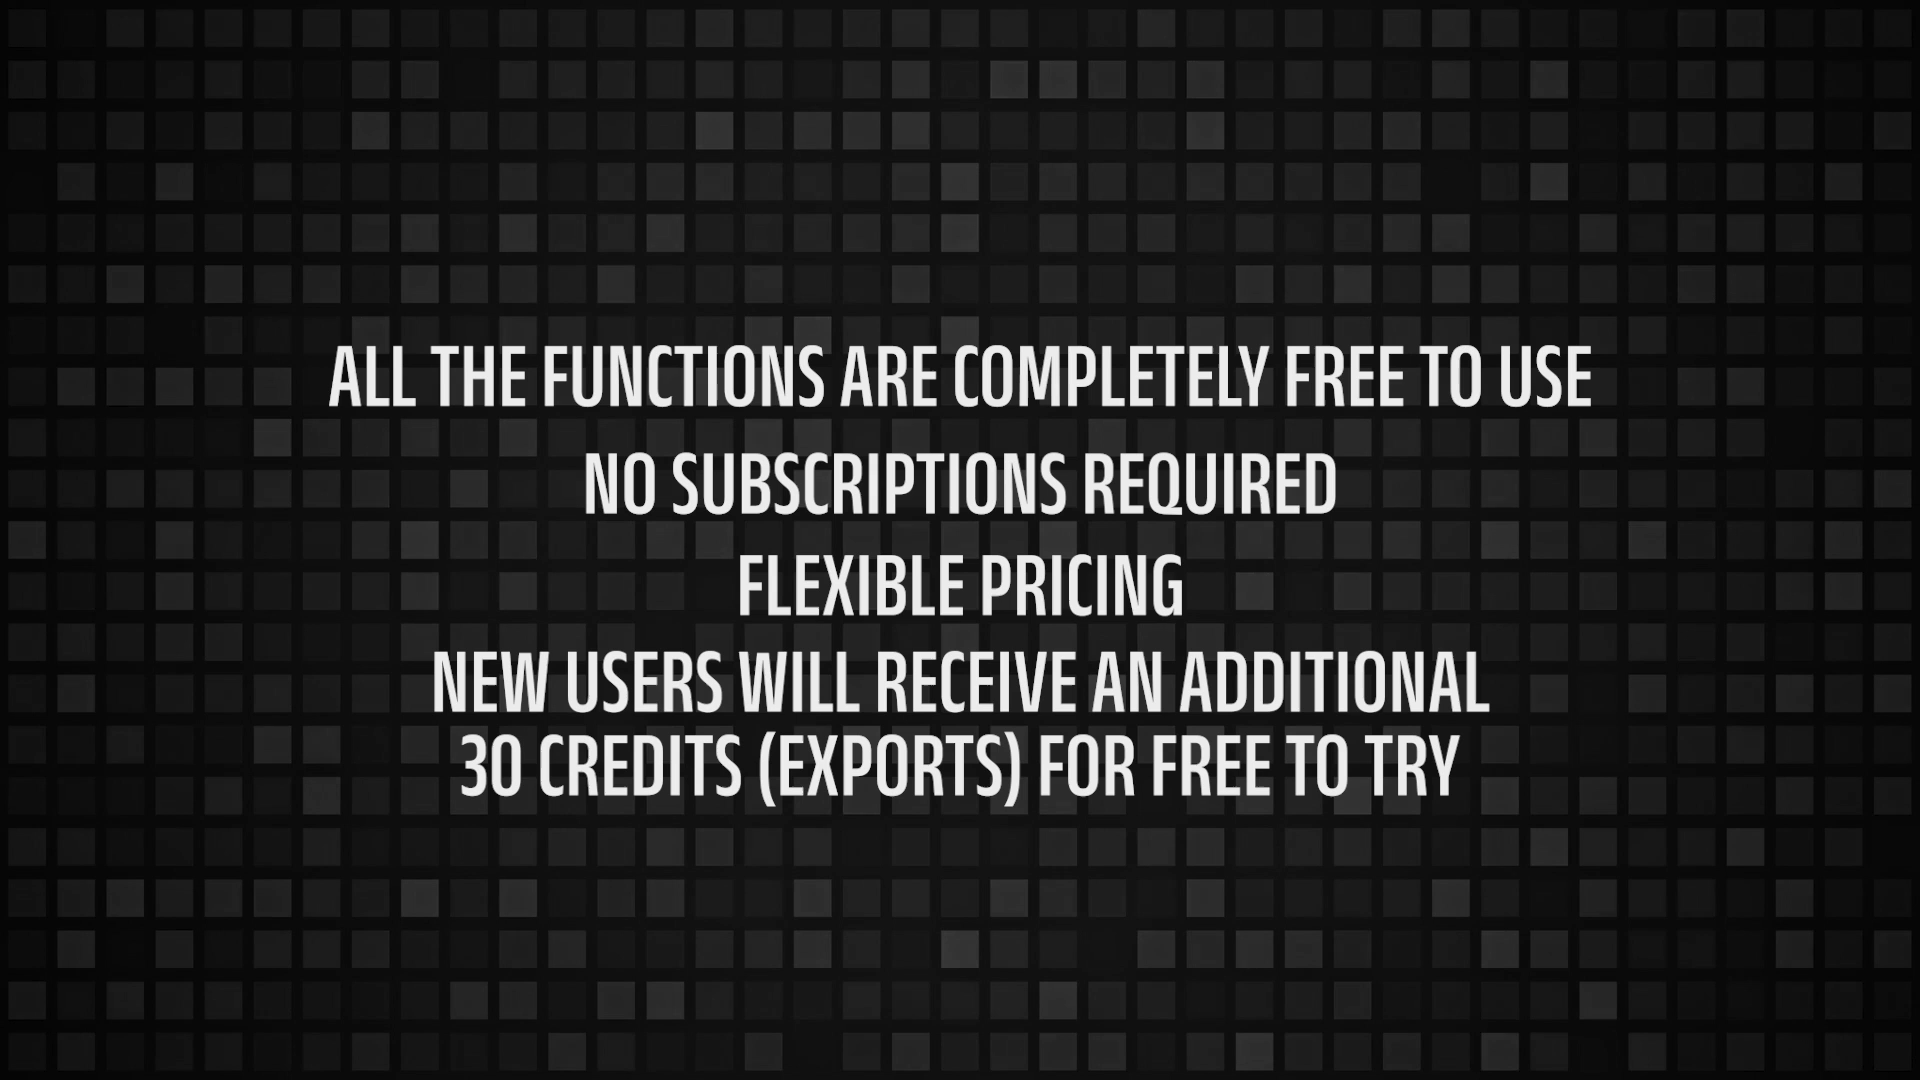 ALL THE FUNCTIONS ARE COMPLETELY FREE TO USE
NO SUBSCRIPTIONS REQUIRED
FLEXIBLE PRICING
NEW USERS WILL RECEIVE AN ADDITIONAL
30 CREDITS (EXPORTS) FOR FREE TO TRY